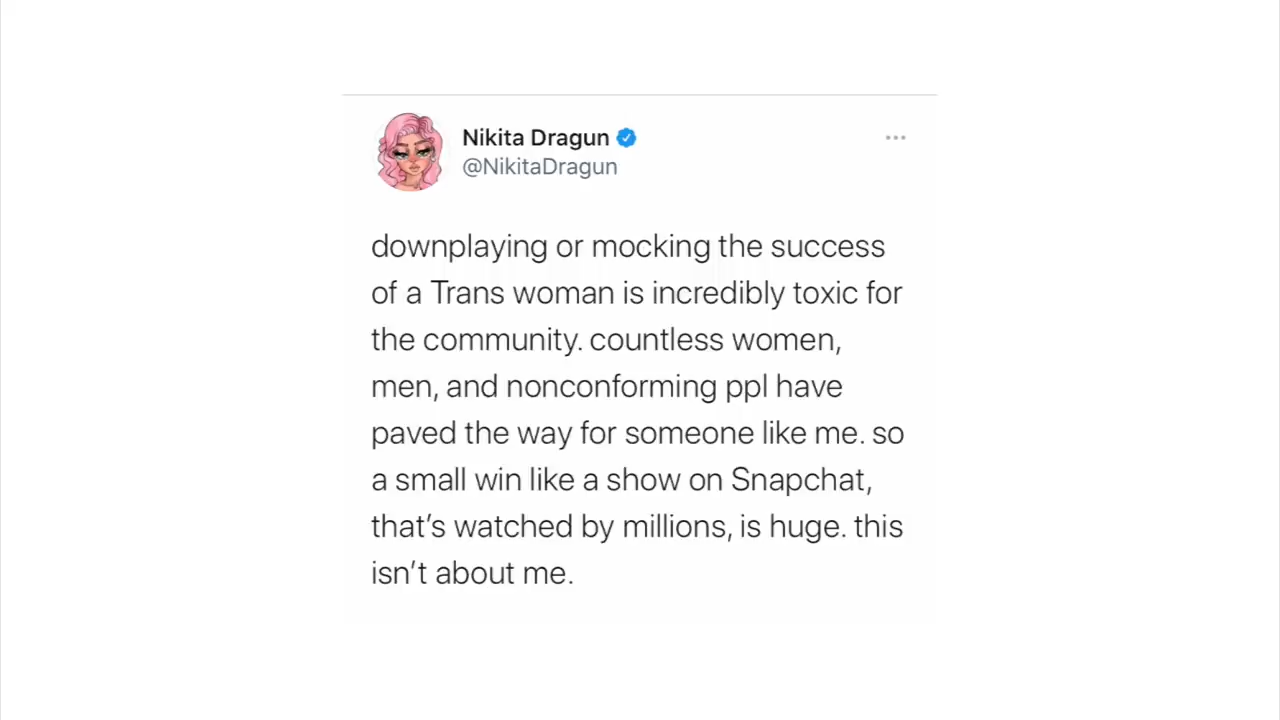 Nikita Dragun
@NikitaDragun
downplaying or mocking the success
of a Trans woman is incredibly toxic for
the community. countless women,
men, and nonconforming ppl have
paved the way for someone like me. so
a small win like a show on Snapchat,
that’s watched by millions, is huge. this
isn’t about me.